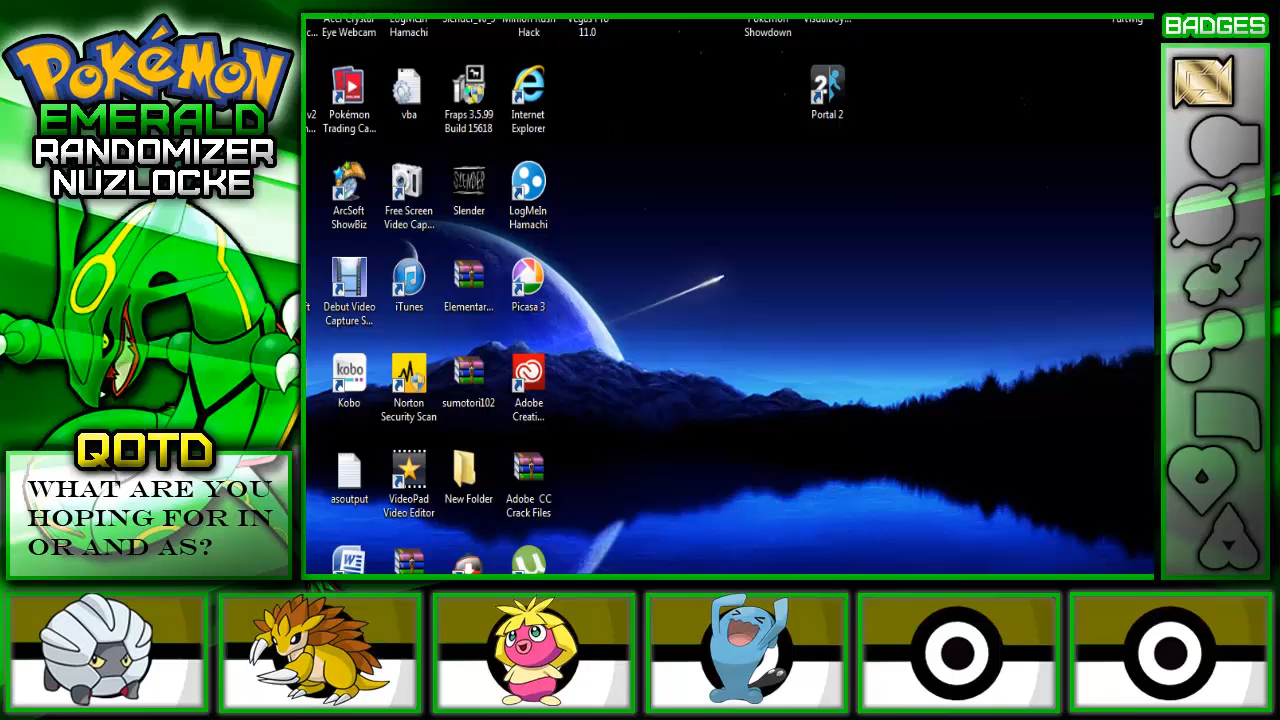 POKéMON
EMERALD
RANDOMIZER
NUZLOCKE
QOTD
WHAT ARE YOU
HOPING FOR IN
OR AND AS?
BADGES
Eye Webcam
Hamachi
Hack
11.0
Showdown
Pokémon
Trading Ca...
vba
Fraps 3.5.99
Build 15618
Internet
Explorer
Portal 2
ArcSoft
ShowBiz
Free Screen
Video Cap...
SLENDER
Slender
LogMeIn
Hamachi
Debut Video
Capture S...
iTunes
Elementar...
Picasa 3
kobo
Kobo
Norton
Security Scan
sumotori102
Adobe
Creati...
asoutput
VideoPad
Video Editor
New Folder
Adobe CC
Crack Files